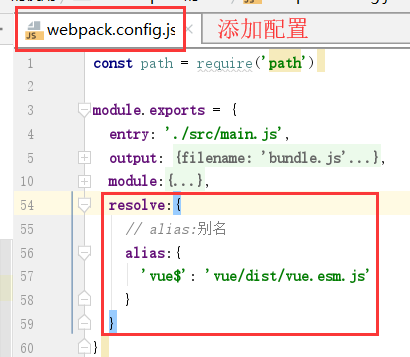 webpack.config.js
添加配置
1 const path = require('path')
2
3 module.exports = {
4 entry: './src/main.js',
5 output: {filename: 'bundle.js'...},
10 module:{...},
54 resolve:{
55 // alias:别名
56 alias:{
57 'vue$': 'vue/dist/vue.esm.js'
58 }
59 }
60 }